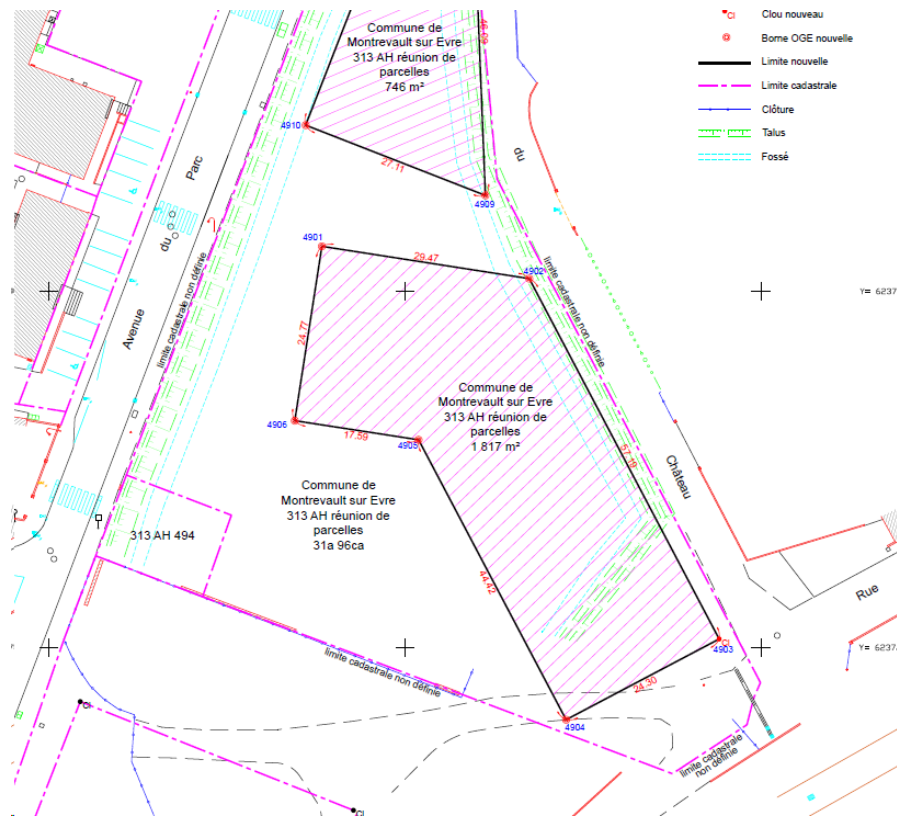 Clou nouveau
Borne OGE nouvelle
Limite nouvelle
Limite cadastrale
Clôture
Talus
Fossé
Cl
Commune de
Montrevault sur Evre
313 AH réunion de
parcelles
746 m²
4910
27.11
4909
du
Parc
du
Avenue
limite cadastrale non définie
4901
29.47
4902
limite cadastrale non définie
Y= 6237
24.77
Commune de
Montrevault sur Evre
313 AH réunion de
parcelles
1 817 m²
4906
17.59
4905
57.19
Château
Commune de
Montrevault sur Evre
313 AH réunion de
parcelles
31a 96ca
313 AH 494
44.42
Rue
Cl
4903
Y= 6237
limite cadastrale non définie
24.30
4904
limite cadastrale
non définie
Cl
Cl